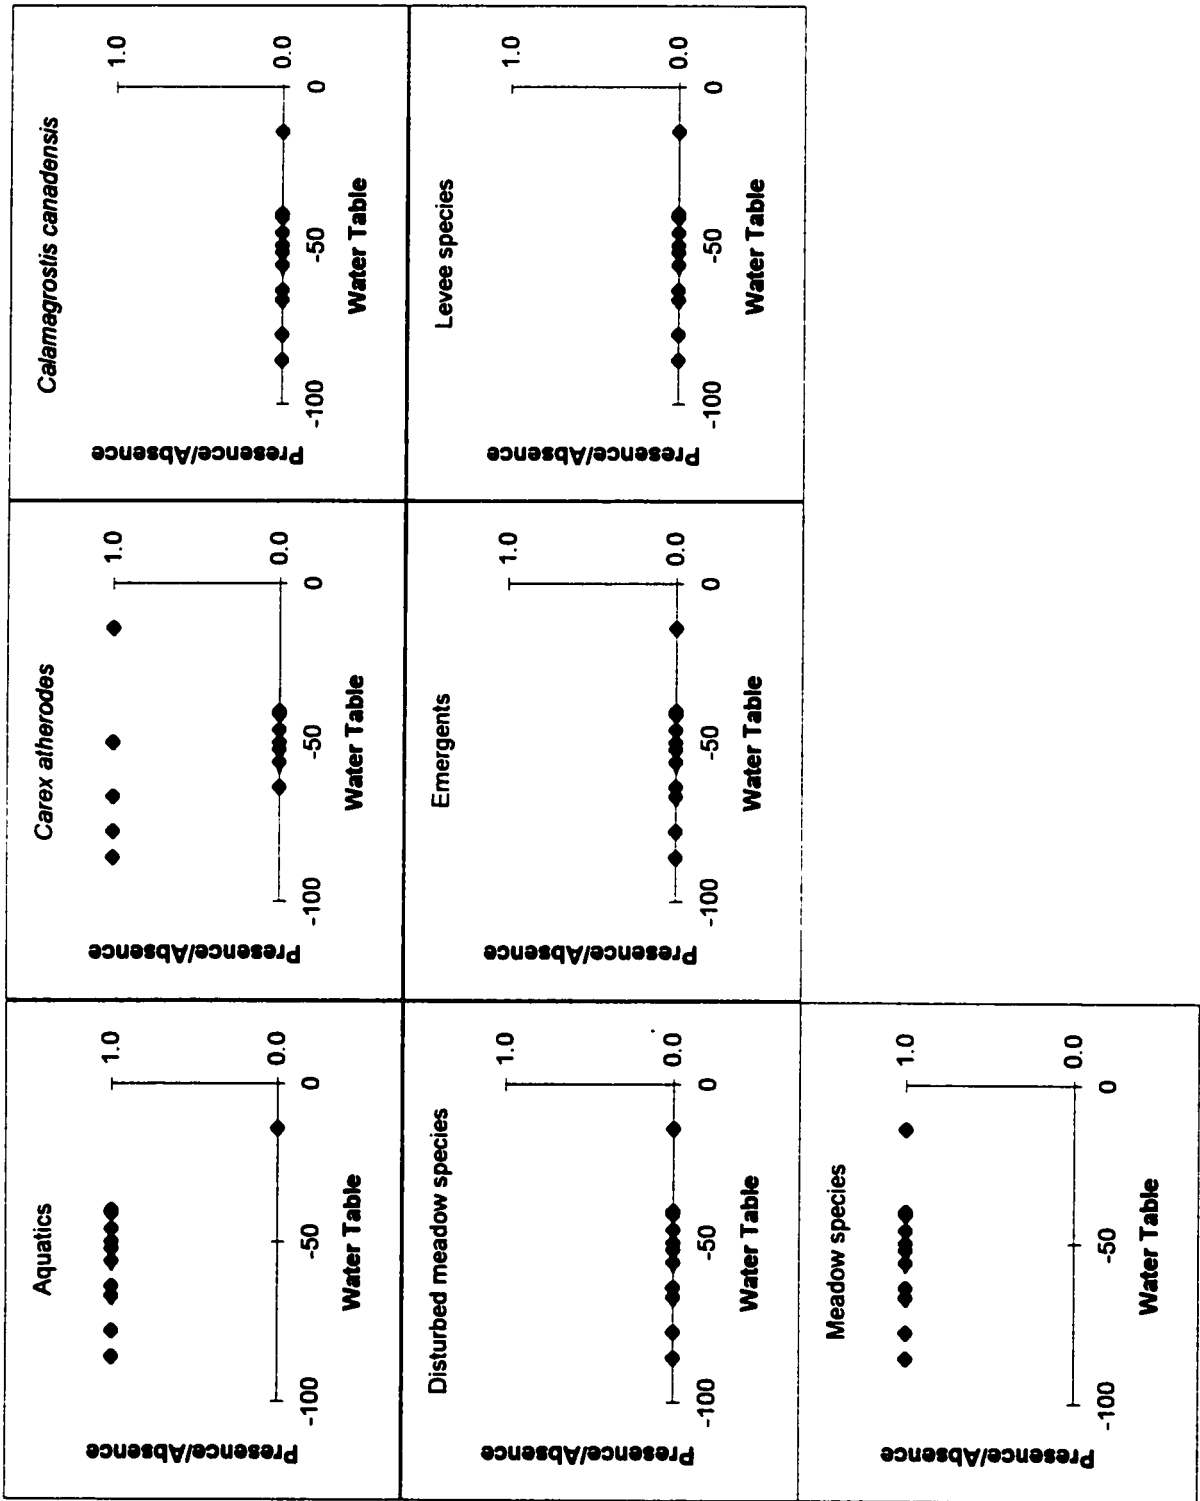 Aquatics
Presence/Absence
1.0
0.0
-100
-50
0
Water Table
Carex atherodes
Presence/Absence
1.0
0.0
-100
-50
0
Water Table
Calamagrostis canadensis
Presence/Absence
1.0
0.0
-100
-50
0
Water Table
Disturbed meadow species
Presence/Absence
1.0
0.0
-100
-50
0
Water Table
Emergents
Presence/Absence
1.0
0.0
-100
-50
0
Water Table
Levee species
Presence/Absence
1.0
0.0
-100
-50
0
Water Table
Meadow species
Presence/Absence
1.0
0.0
-100
-50
0
Water Table